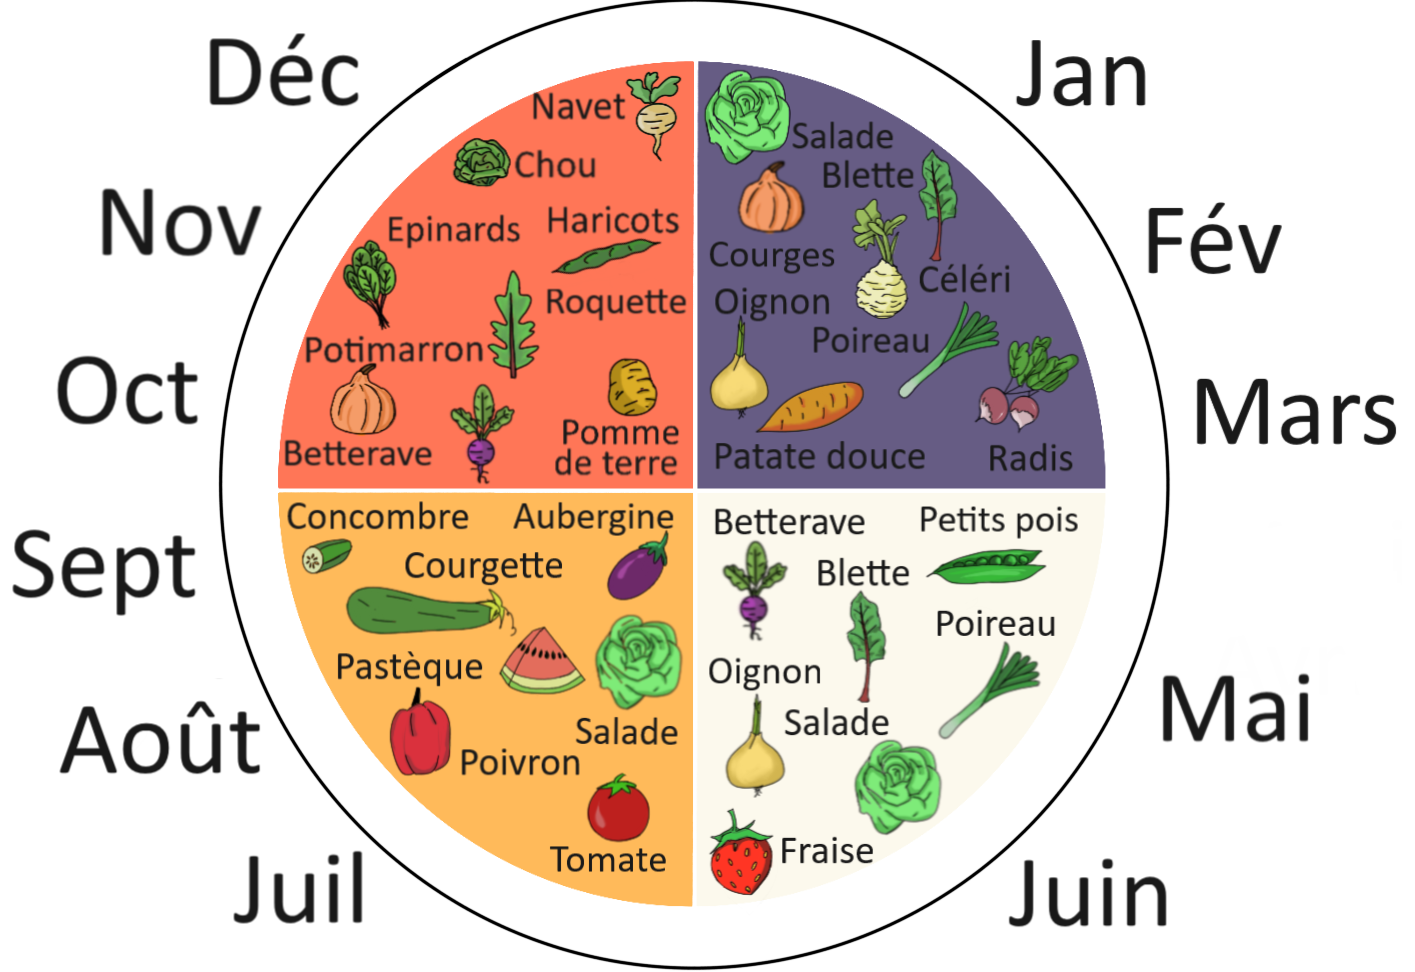 Déc
Jan
Nov
Fév
Oct
Mars
Sept
Août
Mai
Juil
Juin
Navet
Chou
Epinards
Haricots
Roquette
Potimarron
Betterave
Pomme
de terre
Salade
Blette
Courges
Céléri
Oignon
Poireau
Patate douce
Radis
Concombre
Aubergine
Courgette
Pastèque
Salade
Poivron
Tomate
Betterave
Petits pois
Blette
Poireau
Oignon
Salade
Fraise